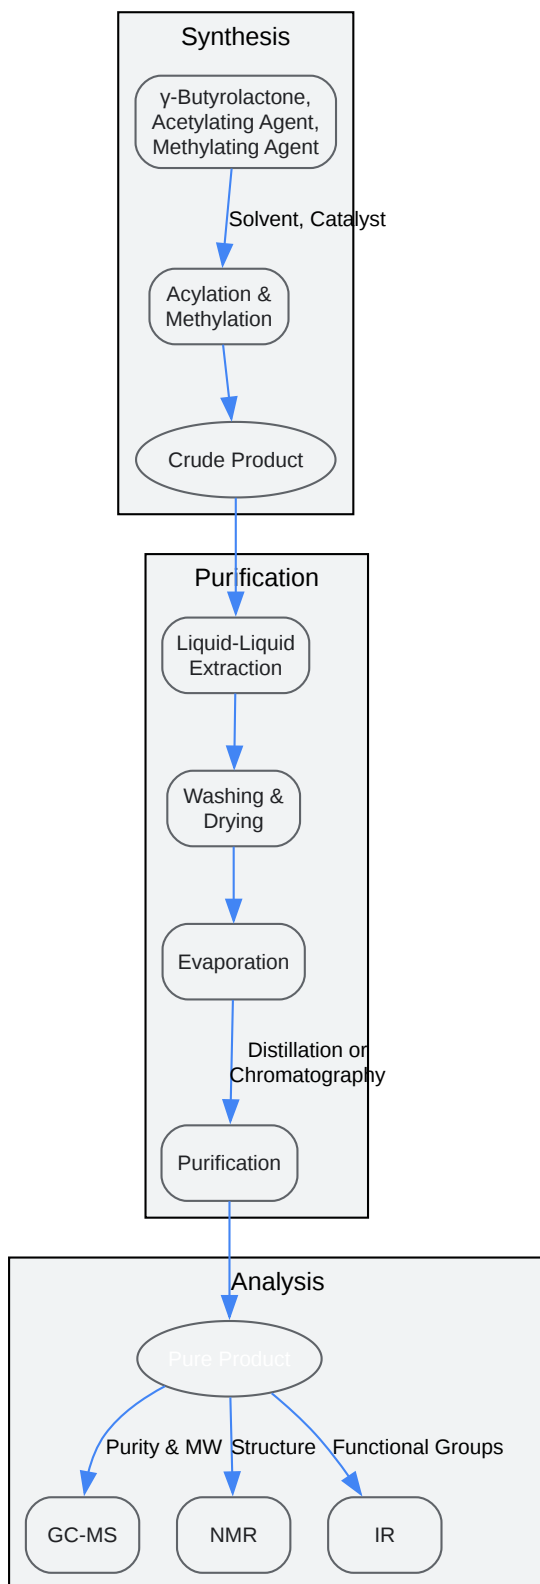 Synthesis
γ-Butyrolactone,
Acetylating Agent,
Methylating Agent
Solvent, Catalyst
Acylation &
Methylation
Crude Product
Purification
Liquid-Liquid
Extraction
Washing &
Drying
Evaporation
Distillation or
Chromatography
Purification
Analysis
Pure Product
Purity & MW
Structure
Functional Groups
GC-MS
NMR
IR